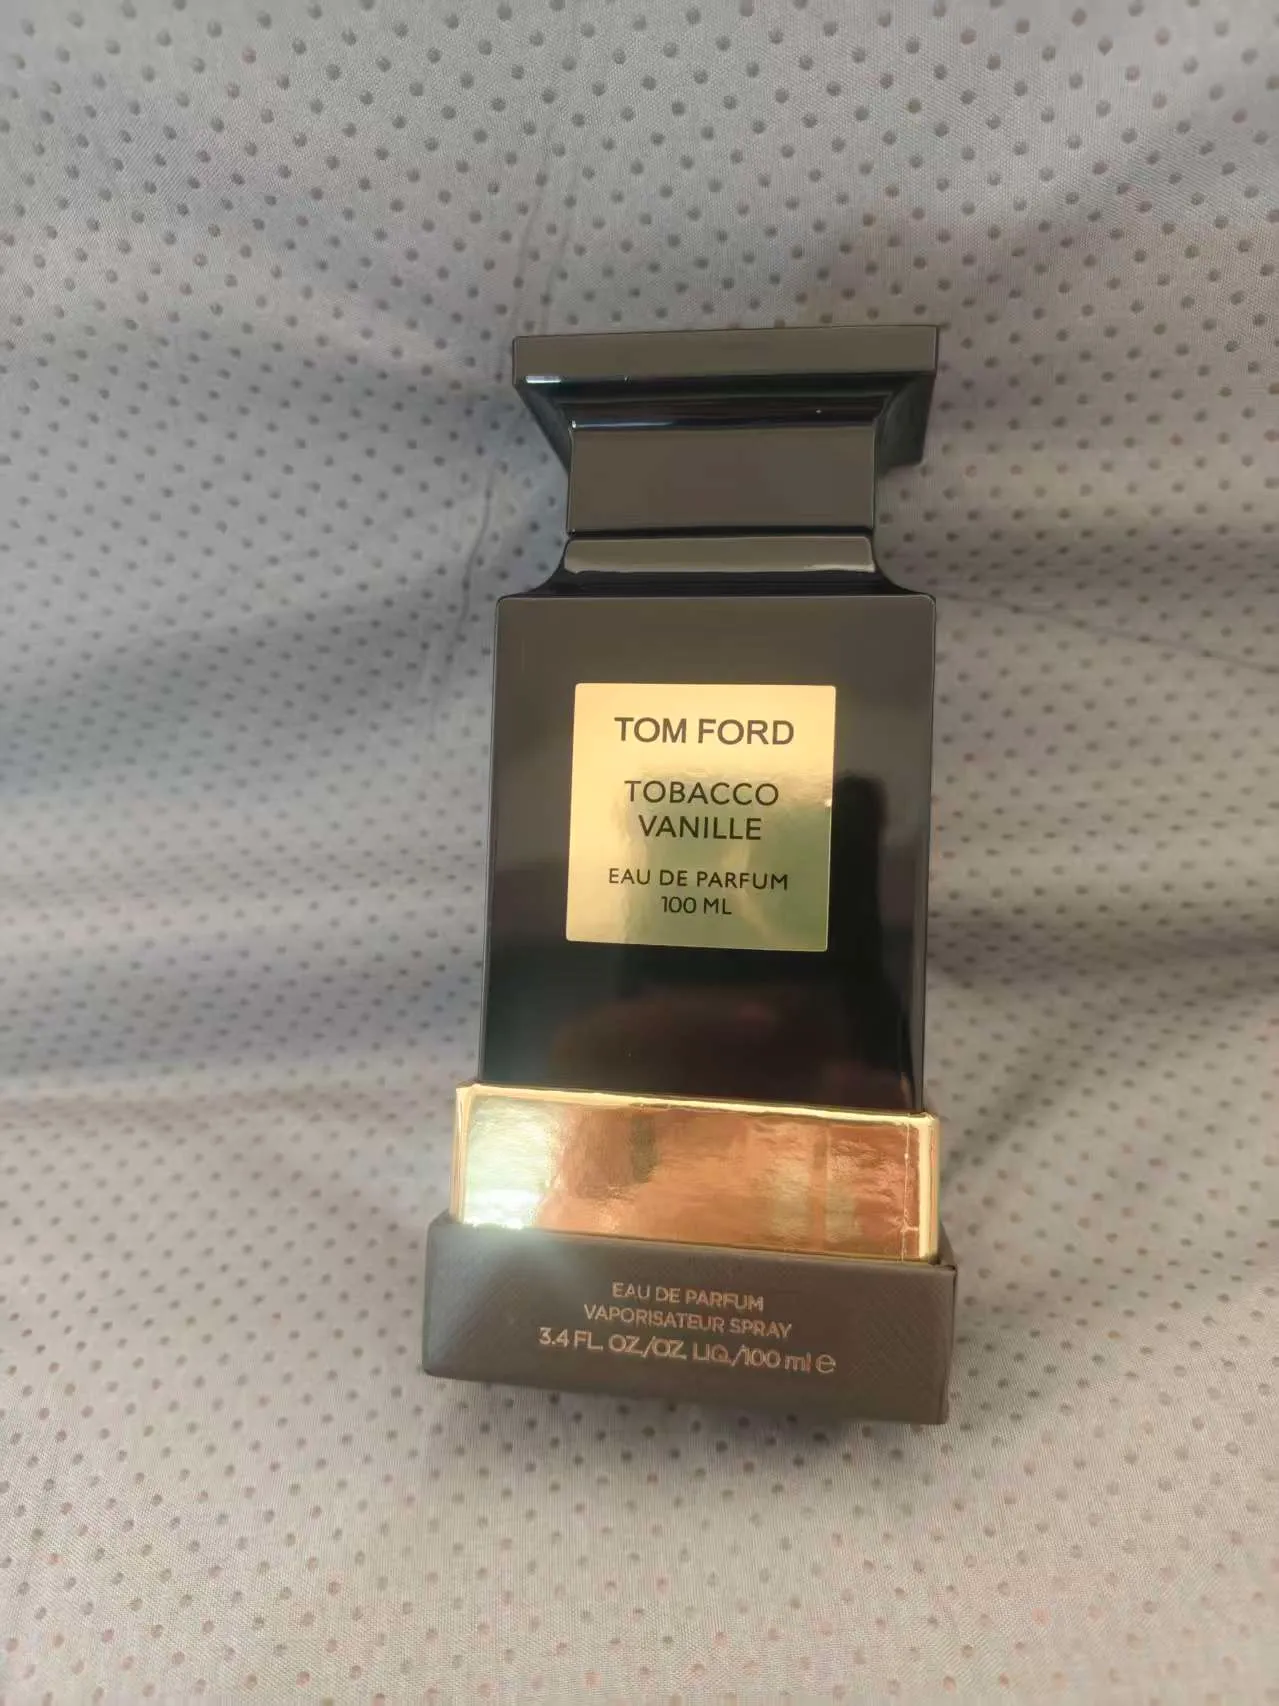 TOM FORD
TOBACCO
VANILLE
EAU DE PARFUM
100 ML
EAU DE PARFUM
VAPORISATEUR SPRAY
3.4 FL. OZ./OZ. LIQ./100 ml ℮